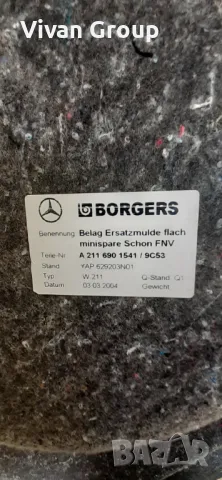 Vivan Group
BORGERS
Benennung Belag Ersatzmulde flach
minispare Schon FNV
Teile-Nr. A 211 690 1541 / 9C53
Stand YAP 629203N01
Typ W 211 Q-Stand: Q1
Datum 03.03.2004 Gewicht
bazar.bg